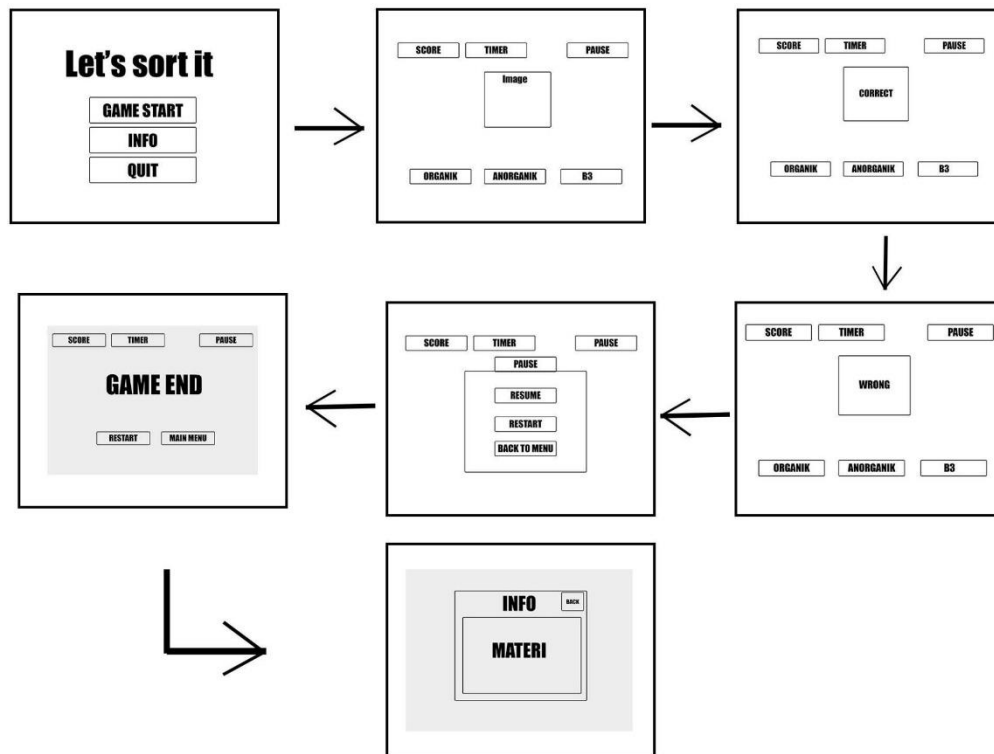 Let's sort it
GAME START
INFO
QUIT
SCORE TIMER PAUSE
Image
ORGANIK ANORGANIK B3
SCORE TIMER PAUSE
CORRECT
ORGANIK ANORGANIK B3
SCORE TIMER PAUSE
WRONG
ORGANIK ANORGANIK B3
SCORE TIMER PAUSE
PAUSE
RESUME
RESTART
BACK TO MENU
SCORE TIMER PAUSE
GAME END
RESTART MAIN MENU
INFO BACK
MATERI